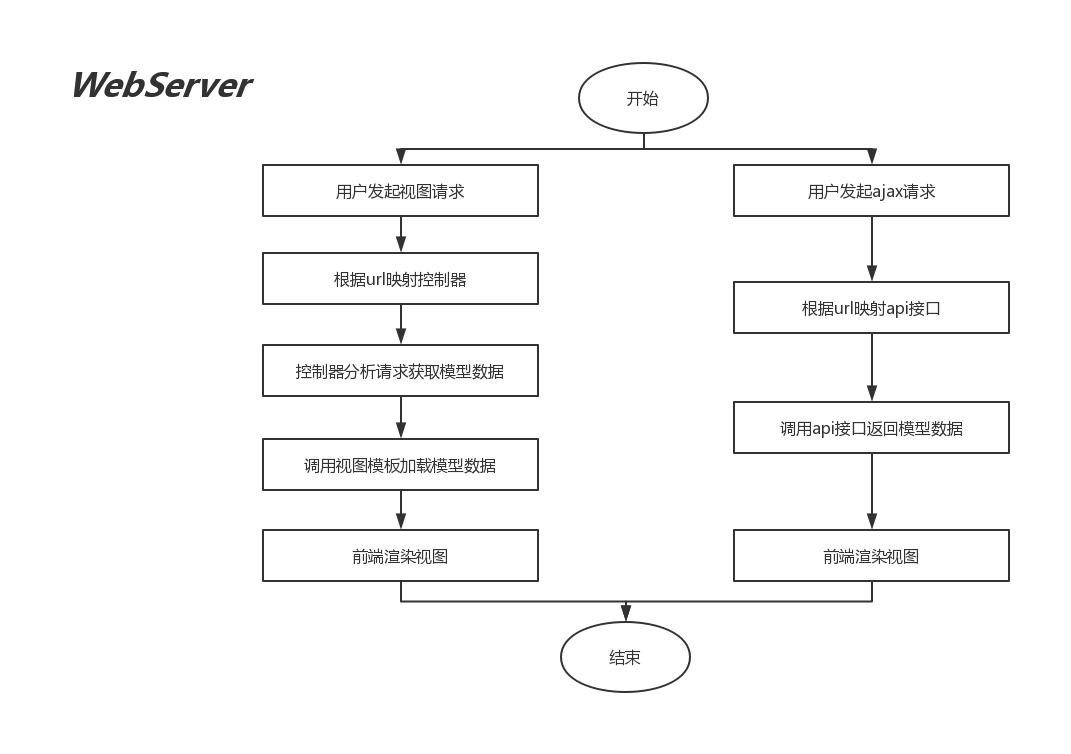 WebServer
开始
用户发起视图请求
用户发起ajax请求
根据url映射控制器
根据url映射api接口
控制器分析请求获取模型数据
调用api接口返回模型数据
调用视图模板加载模型数据
前端渲染视图
前端渲染视图
结束